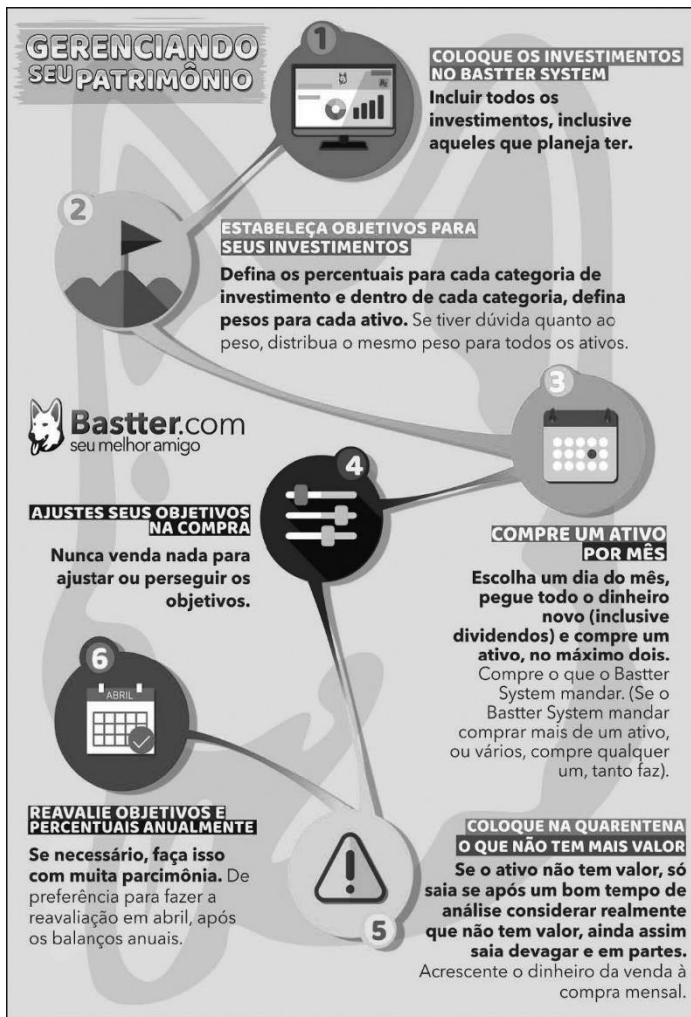 GERENCIANDO
SEU PATRIMÔNIO
1
COLOQUE OS INVESTIMENTOS
NO BASTTER SYSTEM
Incluir todos os
investimentos, inclusive
aqueles que planeja ter.
2
ESTABELEÇA OBJETIVOS PARA
SEUS INVESTIMENTOS
Defina os percentuais para cada categoria de
investimento e dentro de cada categoria, defina
pesos para cada ativo. Se tiver dúvida quanto ao
peso, distribua o mesmo peso para todos os ativos.
3
Bastter.com
seu melhor amigo
COMPRE UM ATIVO
POR MÊS
Escolha um dia do mês,
pegue todo o dinheiro
novo (inclusive
dividendos) e compre um
ativo, no máximo dois.
Compre o que o Bastter
System mandar. (Se o
Bastter System mandar
comprar mais de um ativo,
ou vários, compre qualquer
um, tanto faz).
4
AJUSTES SEUS OBJETIVOS
NA COMPRA
Nunca venda nada para
ajustar ou perseguir os
objetivos.
5
COLOQUE NA QUARENTENA
O QUE NÃO TEM MAIS VALOR
Se o ativo não tem valor, só
saia se após um bom tempo de
análise considerar realmente
que não tem valor, ainda assim
saia devagar e em partes.
Acrescente o dinheiro da venda à
compra mensal.
6
ABRIL
REAVALIE OBJETIVOS E
PERCENTUAIS ANUALMENTE
Se necessário, faça isso
com muita parcimônia. De
preferência para fazer a
reavaliação em abril, após
os balanços anuais.